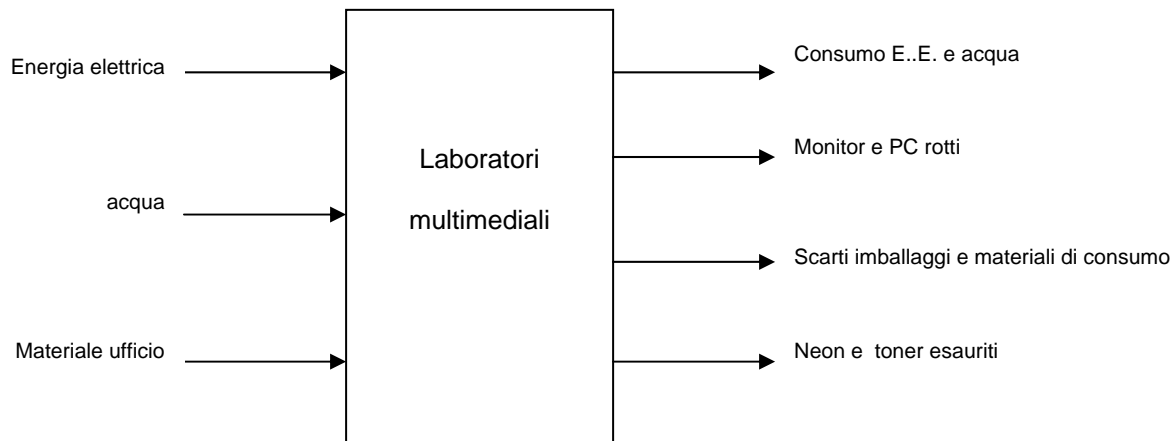 Energia elettrica
acqua
Materiale ufficio
Laboratori
multimediali
Consumo E..E. e acqua
Monitor e PC rotti
Scarti imballaggi e materiali di consumo
Neon e  toner esauriti